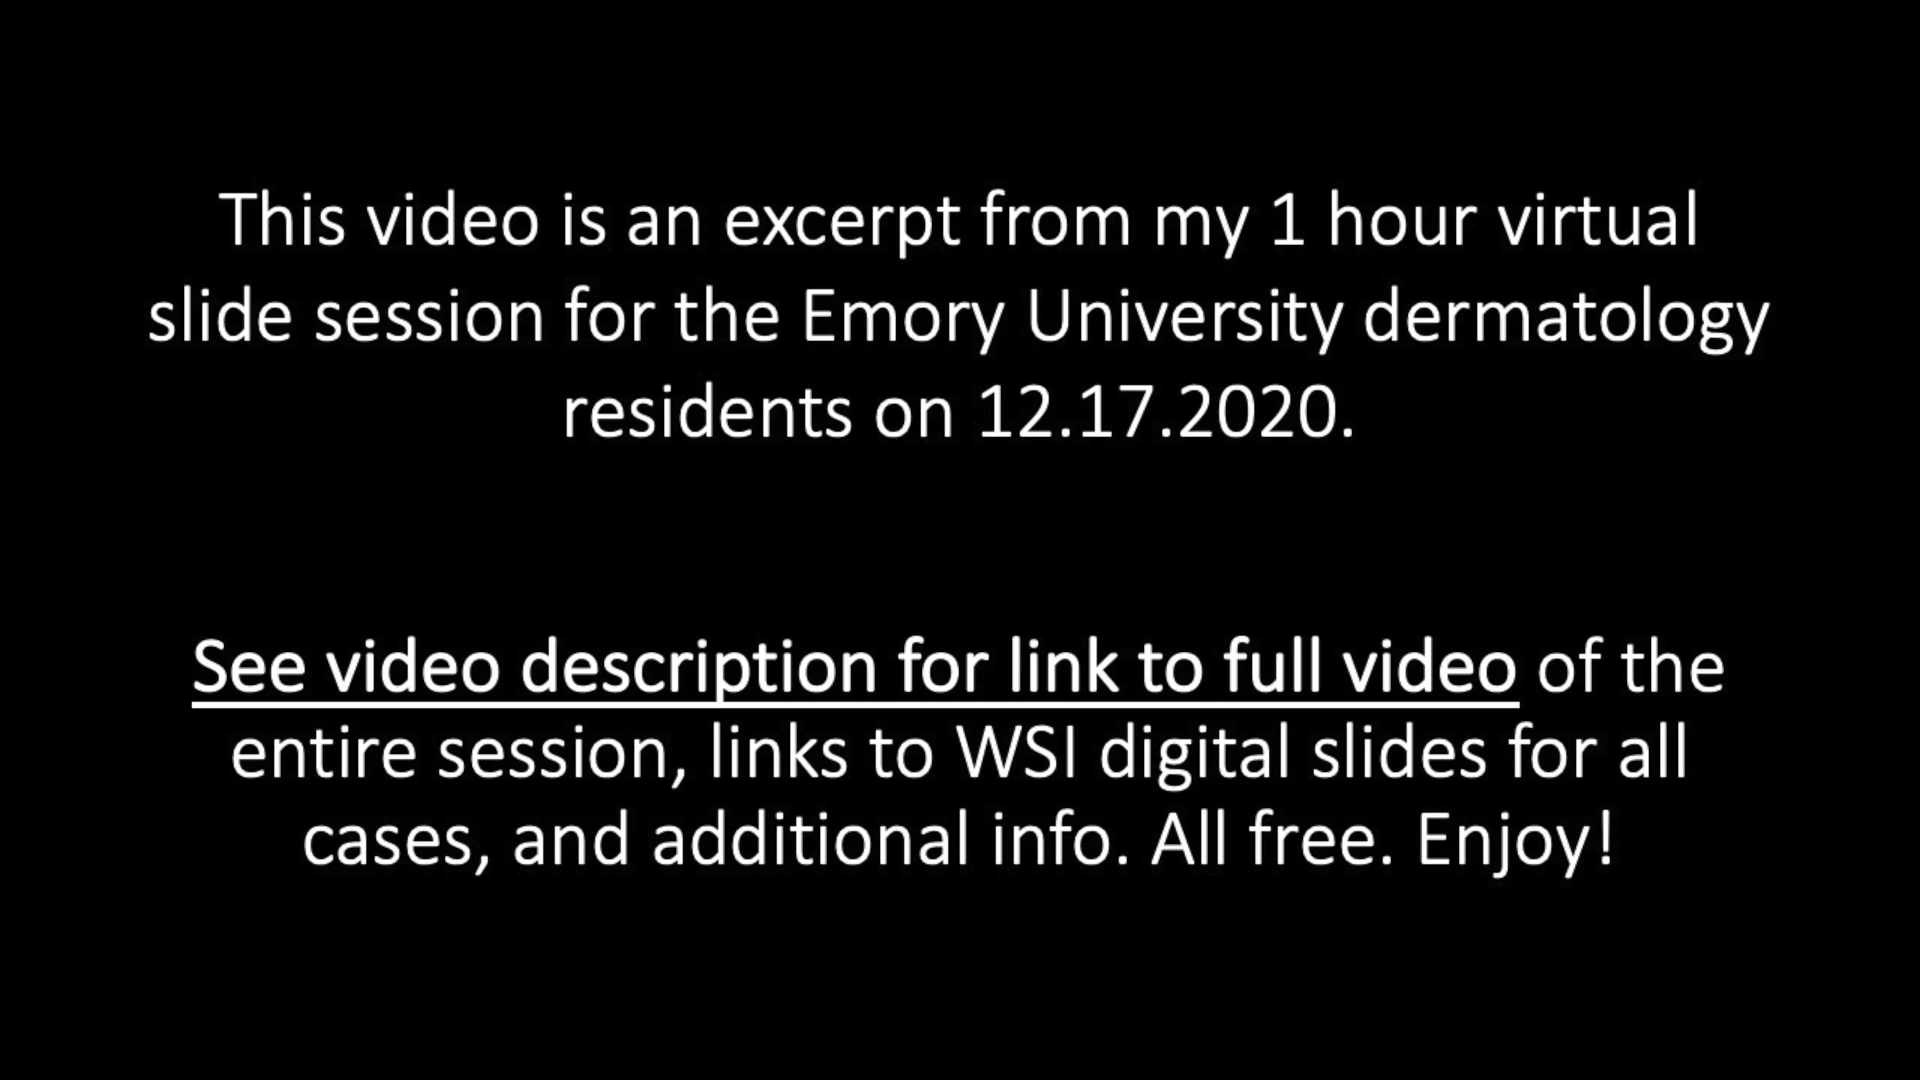 This video is an excerpt from my 1 hour virtual
slide session for the Emory University dermatology
residents on 12.17.2020.
See video description for link to full video of the
entire session, links to WSI digital slides for all
cases, and additional info. All free. Enjoy!